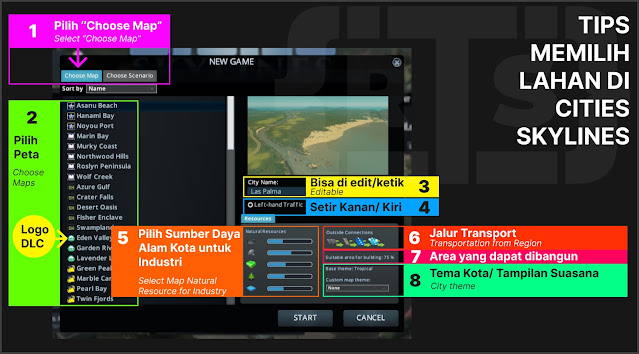 TIPS
MEMILIH
LAHAN DI
CITIES
SKYLINES
1
Pilih "Choose Map"
Select "Choose Map"
NEW GAME
Choose Map
Choose Scenario
Sort by
Name
2
Pilih
Peta
Choose
Maps
Logo
DLC
Asanu Beach
Hanami Bay
Noyou Port
Marin Bay
Murky Coast
Northwood Hills
Roslyn Peninsula
Wolf Creek
Azure Gulf
Crater Falls
Desert Oasis
Fisher Enclave
Swampy
Eden Valley
Garden
Lavender
Green Peak
Marble
Pearl Bay
Twin Fjords
City Name:
Las Palma
Bisa di edit/ketik
Editable
3
Left-hand Traffic
Setir Kanan/ Kiri
4
Resources
5
Pilih Sumber Daya
Alam Kota untuk
Industri
Select Map Natural
Resource for Industry
Natural Resources
Outside Connections
6
Jalur Transport
Transportation from Region
Suitable area for building: 75 %
7
Area yang dapat dibangun
Base theme: Tropical
Custom map theme:
None
8
Tema Kota/ Tampilan Suasana
City theme
START
CANCEL